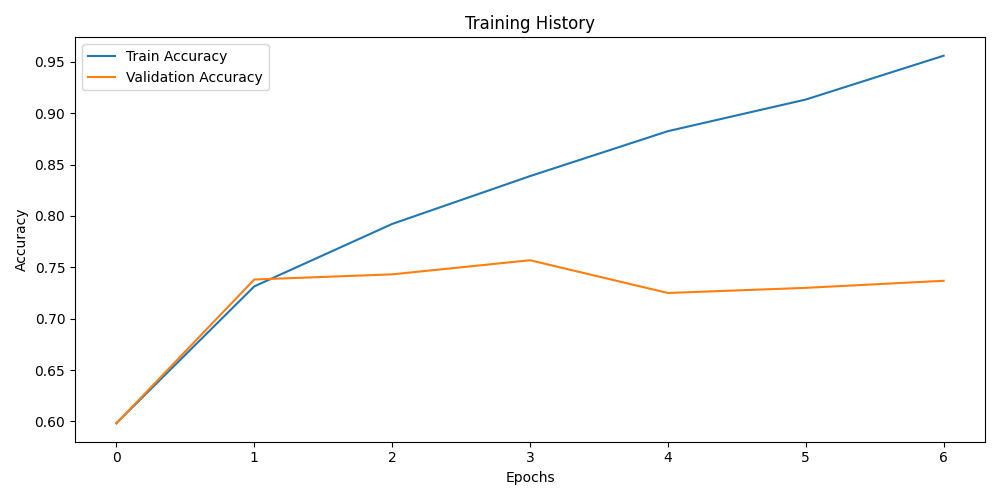 Training History
Train Accuracy
Validation Accuracy
0.95
0.90
0.85
0.80
0.75
0.70
0.65
0.60
Accuracy
0 1 2 3 4 5 6
Epochs